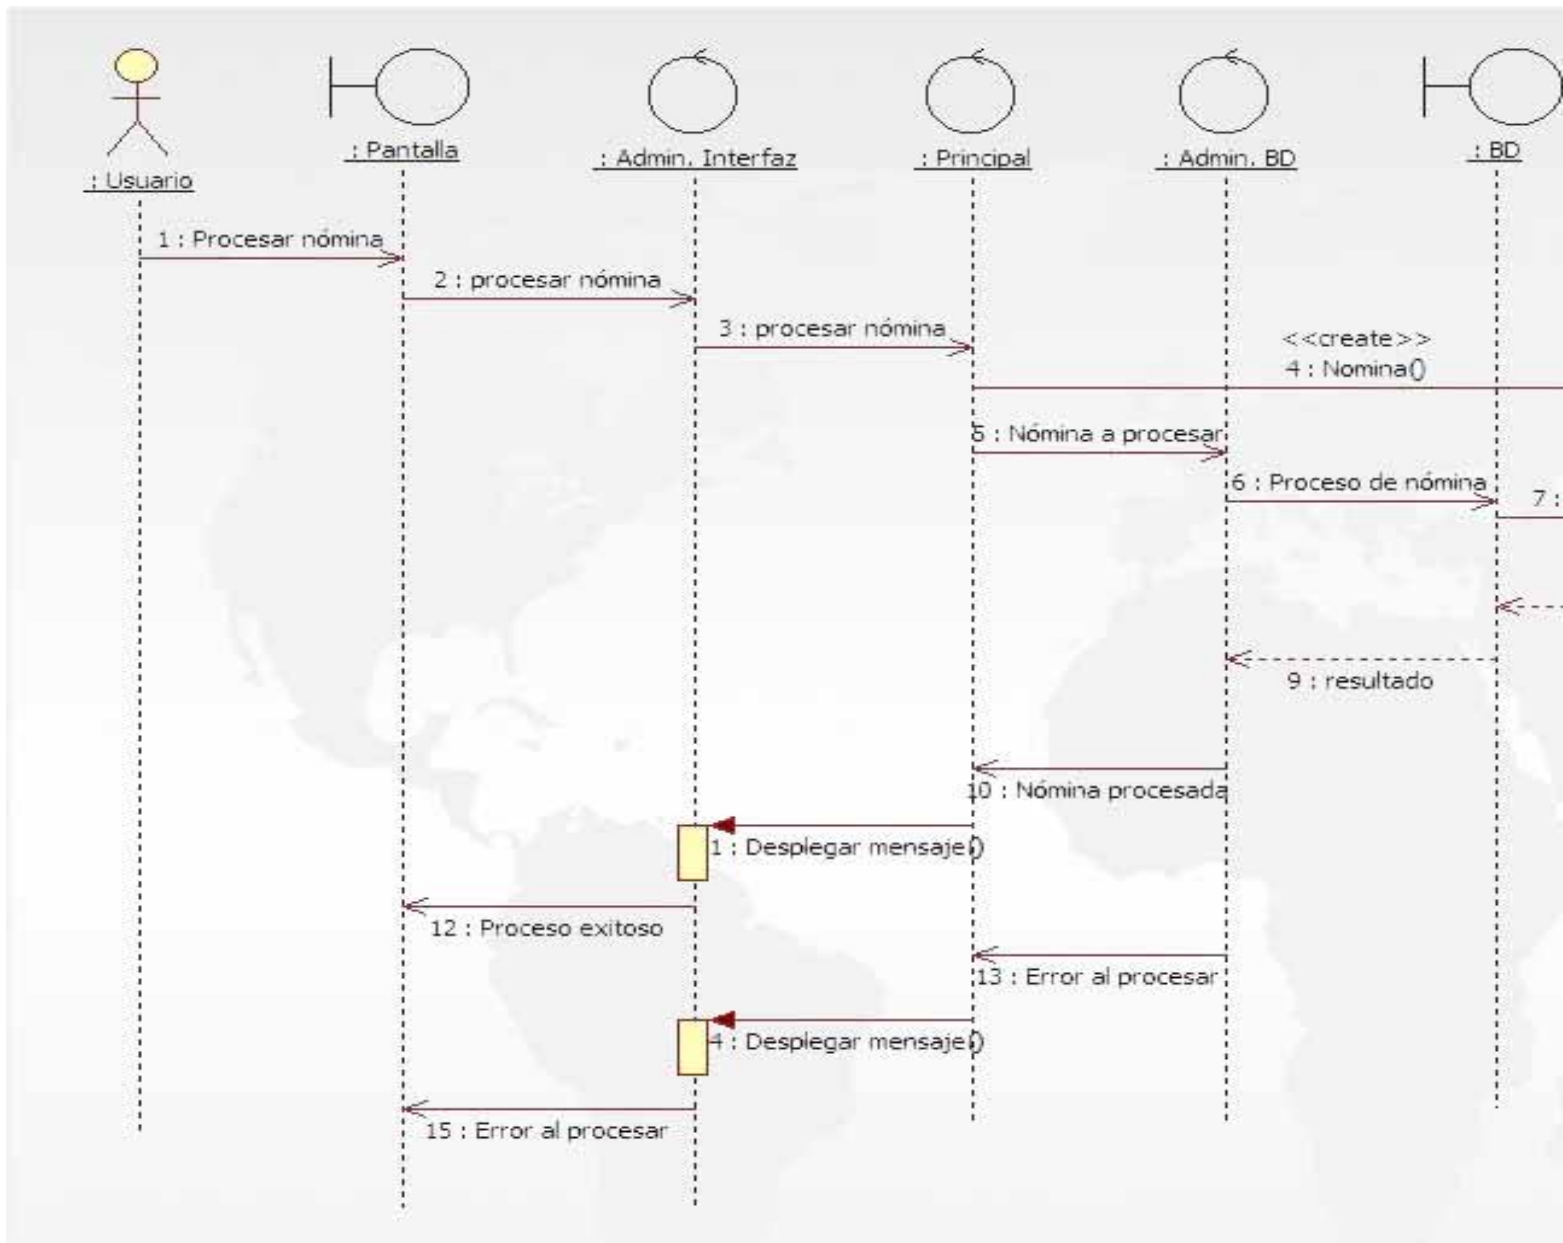 : Usuario
: Pantalla
: Admin. Interfaz
: Principal
: Admin. BD
: BD
1 : Procesar nómina
2 : procesar nómina
3 : procesar nómina
<<create>>
4 : Nomina()
5 : Nómina a procesar
6 : Proceso de nómina
7 :
9 : resultado
10 : Nómina procesada
1 : Desplegar mensaje()
12 : Proceso exitoso
13 : Error al procesar
4 : Desplegar mensaje()
15 : Error al procesar